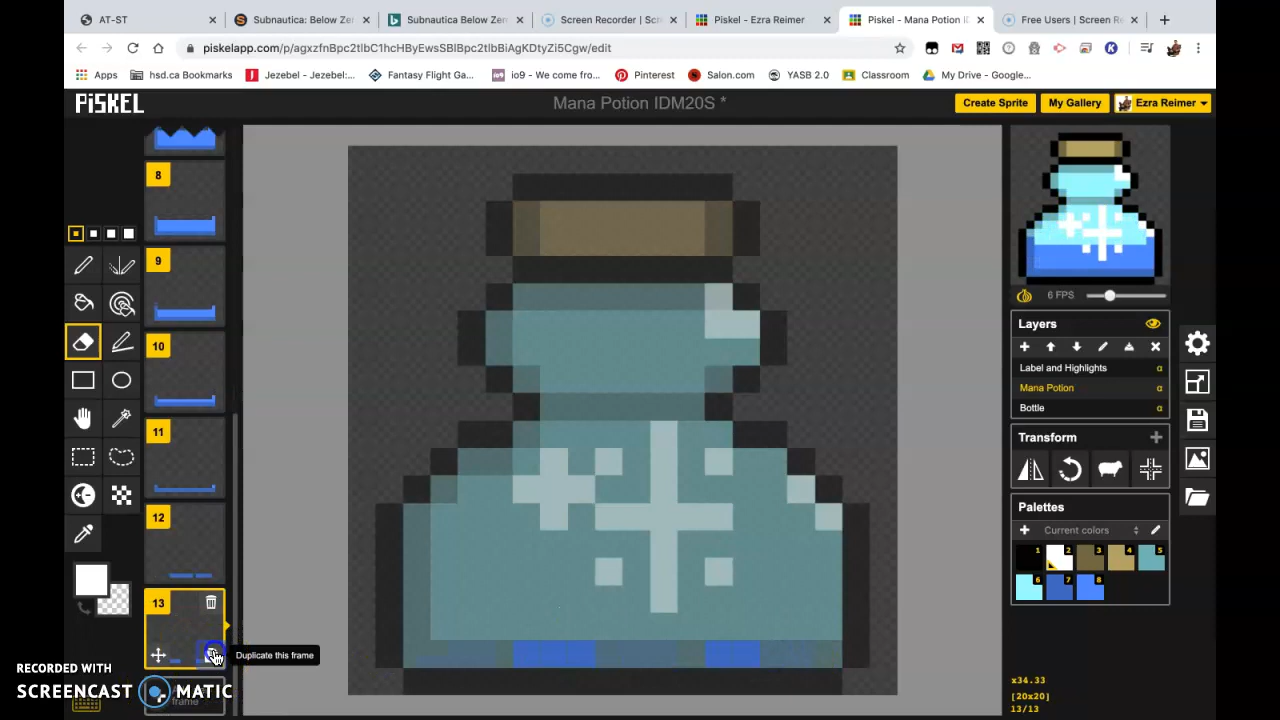 AT-ST
Subnautica: Below Ze
Subnautica Below Zer
Screen Recorder | Scr
Piskel - Ezra Reimer
Piskel - Mana Potion I
Free Users | Screen R
piskelapp.com/p/agxzfnBpc2tlbC1hcHByEwsSBlBpc2tlbBiAgKDtyZi5Cgw/edit
Apps
hsd.ca Bookmarks
Jezebel - Jezebel:...
Fantasy Flight Ga...
io9 - We come fro...
Pinterest
Salon.com
YASB 2.0
Classroom
My Drive - Google...
PiSKEL
Mana Potion IDM20S *
Create Sprite
My Gallery
Ezra Reimer
8
9
10
11
12
13
Duplicate this frame
frame
6 FPS
Layers
Label and Highlights α
Mana Potion α
Bottle α
Transform
Palettes
Current colors
1
2
3
4
5
6
7
8
x34.33
[20x20]
13/13
RECORDED WITH
SCREENCAST MATIC